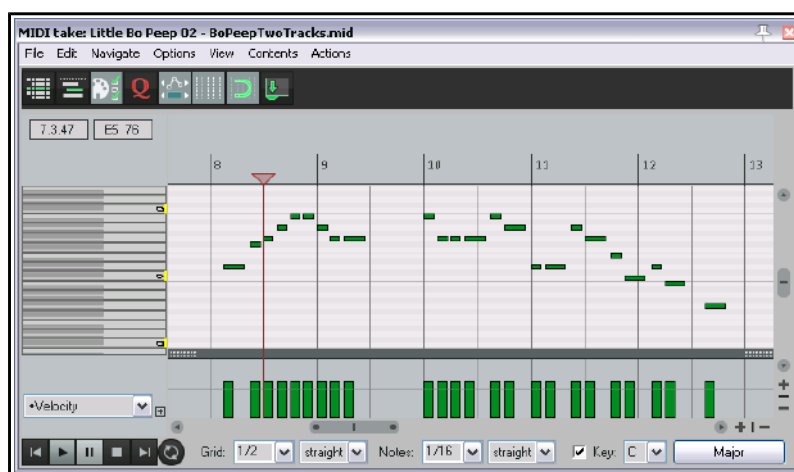 MIDI take: Little Bo Peep 02 - BoPeepTwoTracks.mid
File Edit Navigate Options View Contents Actions
Q
7.3.47 E5 76
8 9 10 11 12 13
•Velocity
Grid: 1/2 straight Notes: 1/16 straight Key: C Major